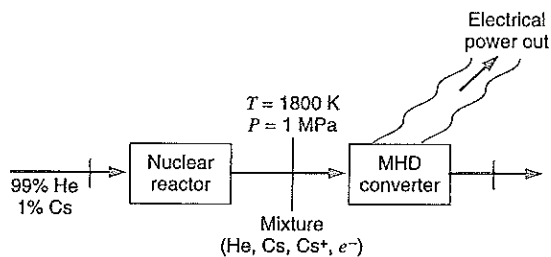 Electrical
power out
T = 1800 K
P = 1 MPa
99% He
1% Cs
Nuclear
reactor
MHD
converter
Mixture
(He, Cs, Cs⁺, e⁻)